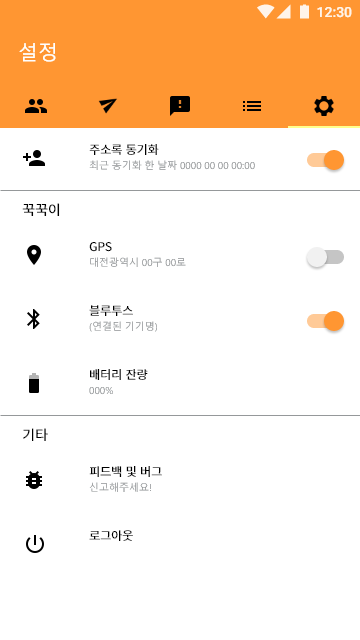 12:30
설정
주소록 동기화
최근 동기화 한 날짜 0000 00 00 00:00
꾹꾹이
GPS
대전광역시 00구 00로
블루투스
(연결된 기기명)
배터리 잔량
000%
기타
피드백 및 버그
신고해주세요!
로그아웃